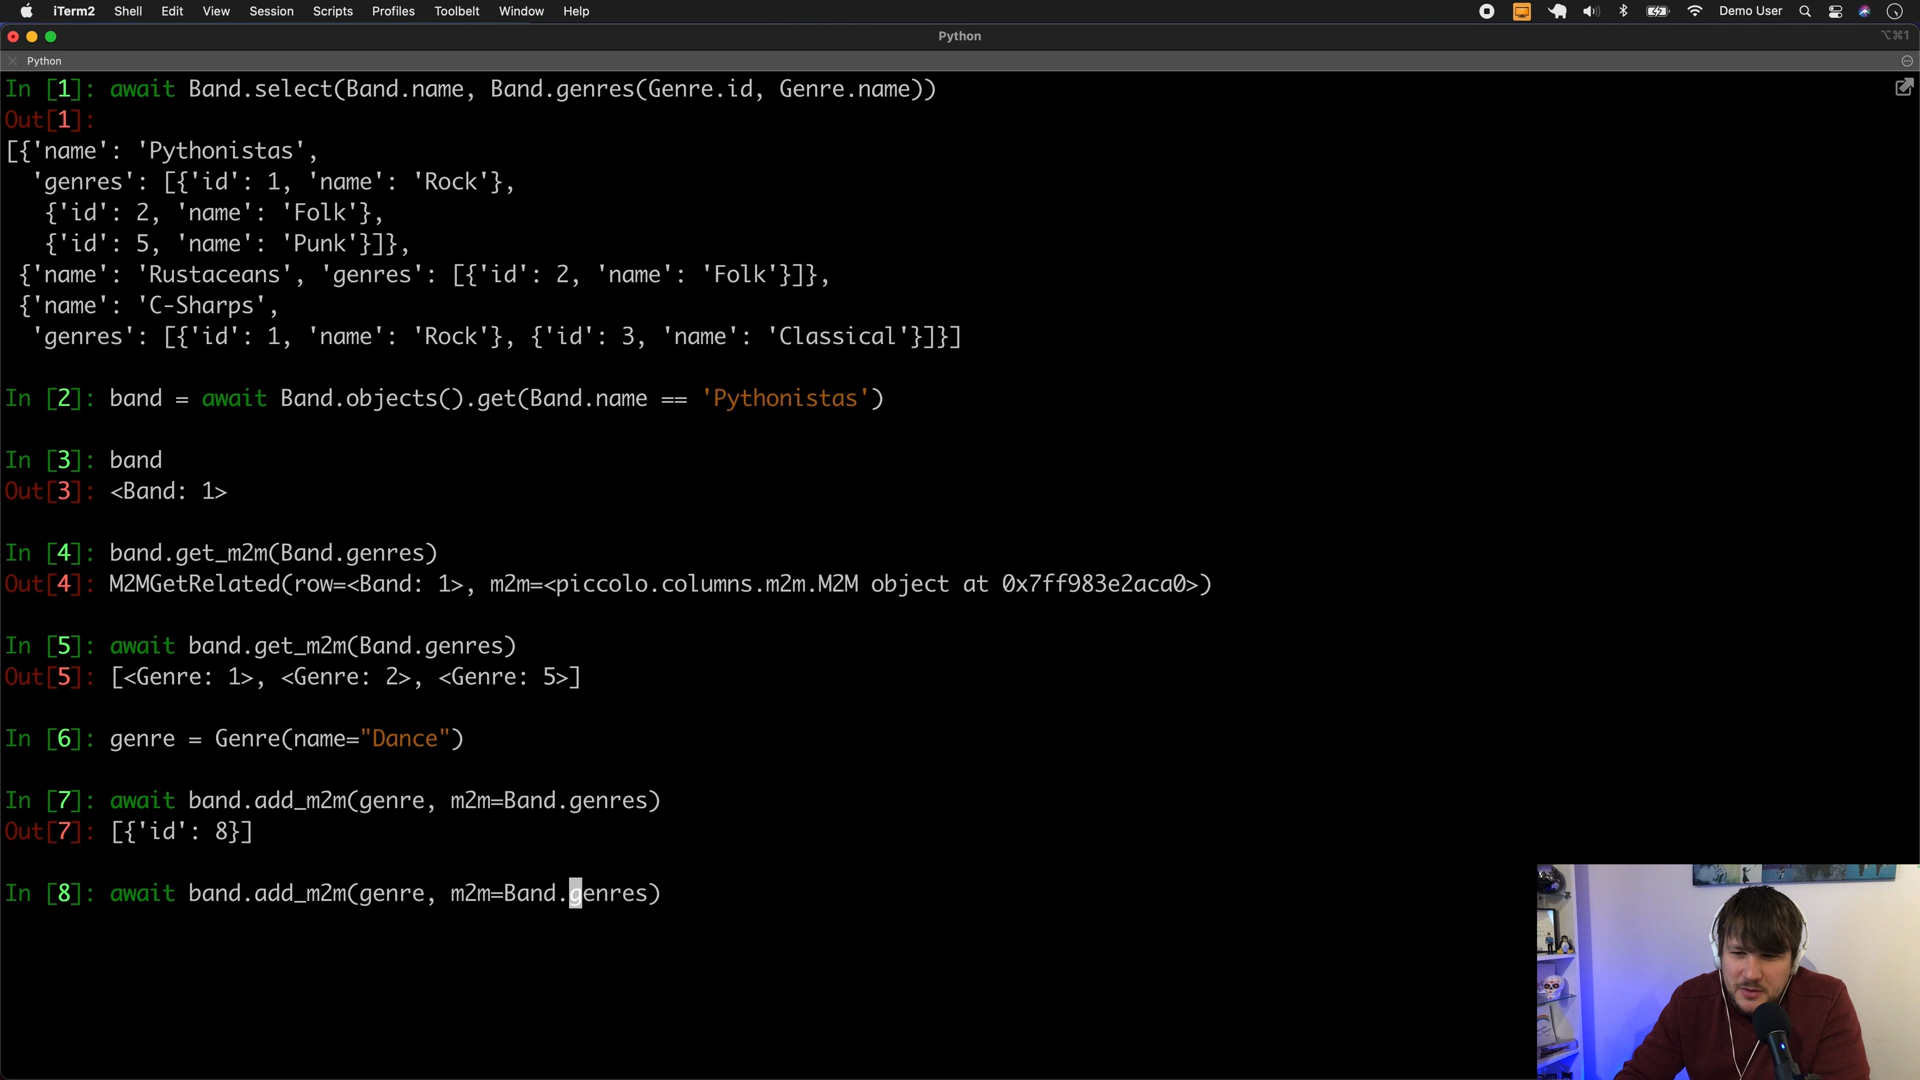 iTerm2 Shell Edit View Session Scripts Profiles Toolbelt Window Help Demo User
Python
⌥⌘1
Python
In [1]: await Band.select(Band.name, Band.genres(Genre.id, Genre.name))
Out[1]:
[{'name': 'Pythonistas',
'genres': [{'id': 1, 'name': 'Rock'},
{'id': 2, 'name': 'Folk'},
{'id': 5, 'name': 'Punk'}]},
{'name': 'Rustaceans', 'genres': [{'id': 2, 'name': 'Folk'}]},
{'name': 'C-Sharps',
'genres': [{'id': 1, 'name': 'Rock'}, {'id': 3, 'name': 'Classical'}]}]
In [2]: band = await Band.objects().get(Band.name == 'Pythonistas')
In [3]: band
Out[3]: <Band: 1>
In [4]: band.get_m2m(Band.genres)
Out[4]: M2MGetRelated(row=<Band: 1>, m2m=<piccolo.columns.m2m.M2M object at 0x7ff983e2aca0>)
In [5]: await band.get_m2m(Band.genres)
Out[5]: [<Genre: 1>, <Genre: 2>, <Genre: 5>]
In [6]: genre = Genre(name="Dance")
In [7]: await band.add_m2m(genre, m2m=Band.genres)
Out[7]: [{'id': 8}]
In [8]: await band.add_m2m(genre, m2m=Band.genres)